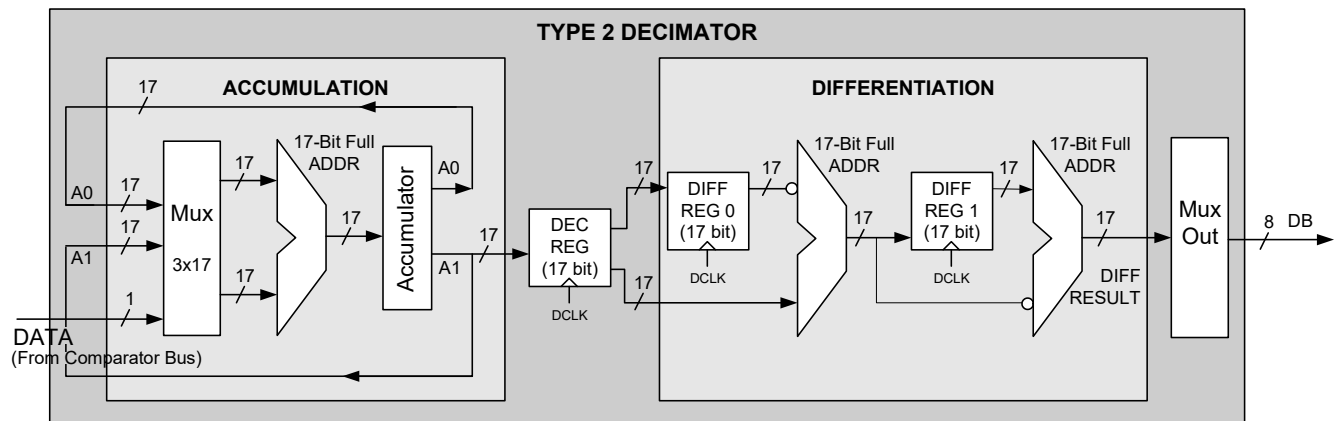 TYPE 2 DECIMATOR
ACCUMULATION
17
17-Bit Full
ADDR
A0
17
A0
17
Mux
3x17
17
A1
17
17
1
DATA
(From Comparator Bus)
Accumulator
A1
17
DEC
REG
(17 bit)
DCLK
17
17
DIFFERENTIATION
DIFF
REG 0
(17 bit)
DCLK
17
17-Bit Full
ADDR
17
DIFF
REG 1
(17 bit)
DCLK
17
17-Bit Full
ADDR
17
DIFF
RESULT
Mux
Out
8
DB